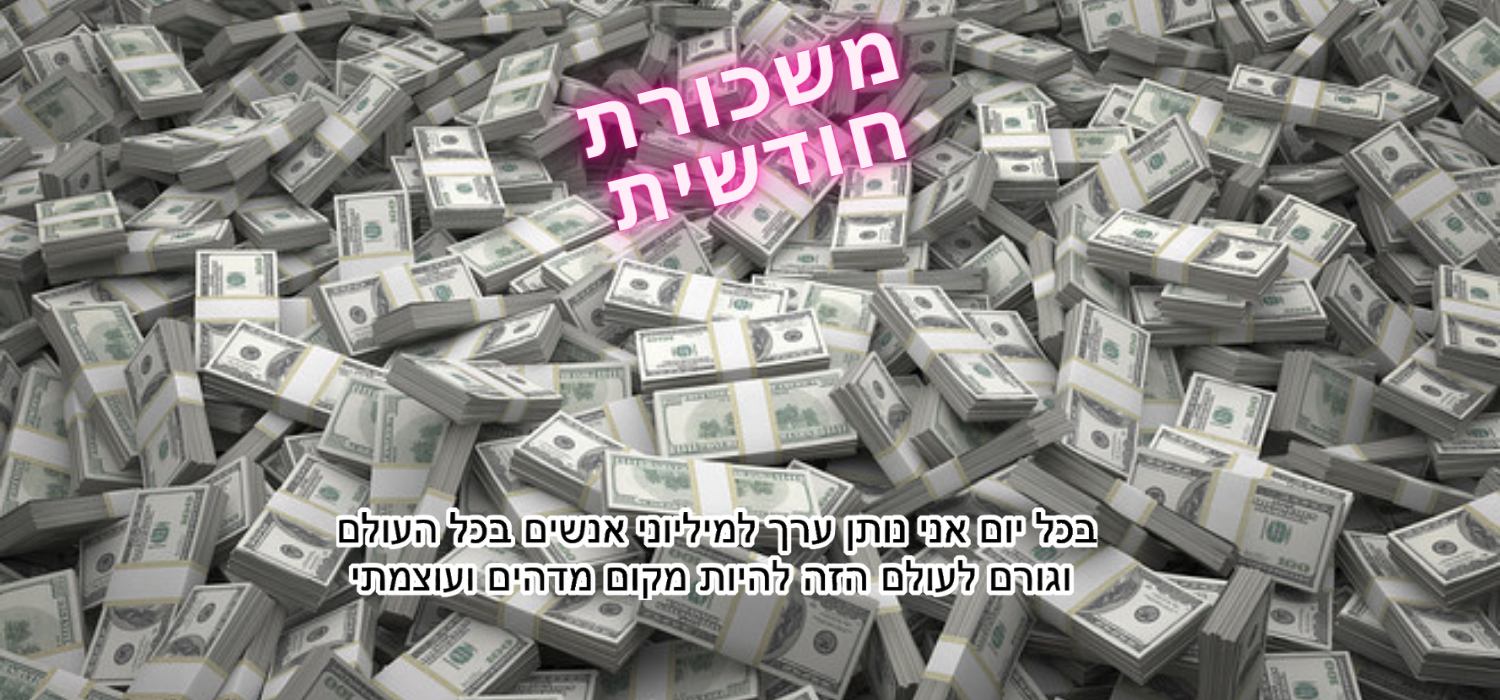 משכורת
חודשית
בכל יום אני נותן ערך למיליוני אנשים בכל העולם
וגורם לעולם הזה להיות מקום מדהים ועוצמתי